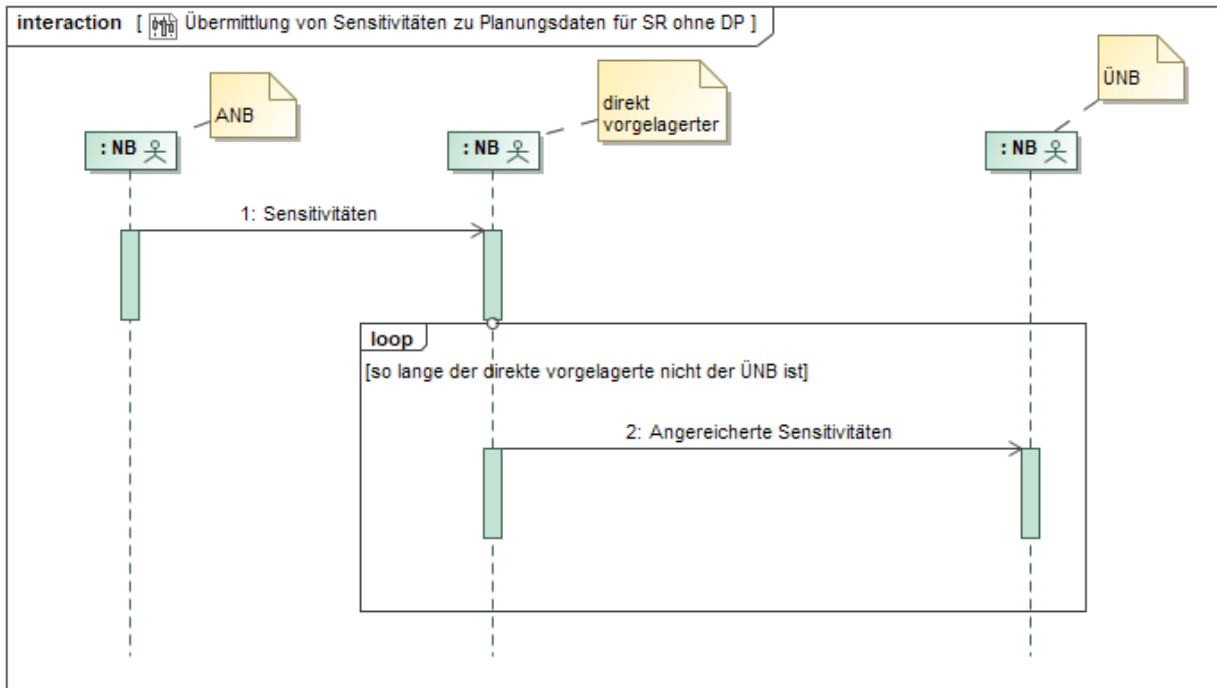 interaction [ Übermittlung von Sensitivitäten zu Planungsdaten für SR ohne DP ]
ANB
direkt
vorgelagerter
ÜNB
: NB
: NB
: NB
1: Sensitivitäten
loop
[so lange der direkte vorgelagerte nicht der ÜNB ist]
2: Angereicherte Sensitivitäten